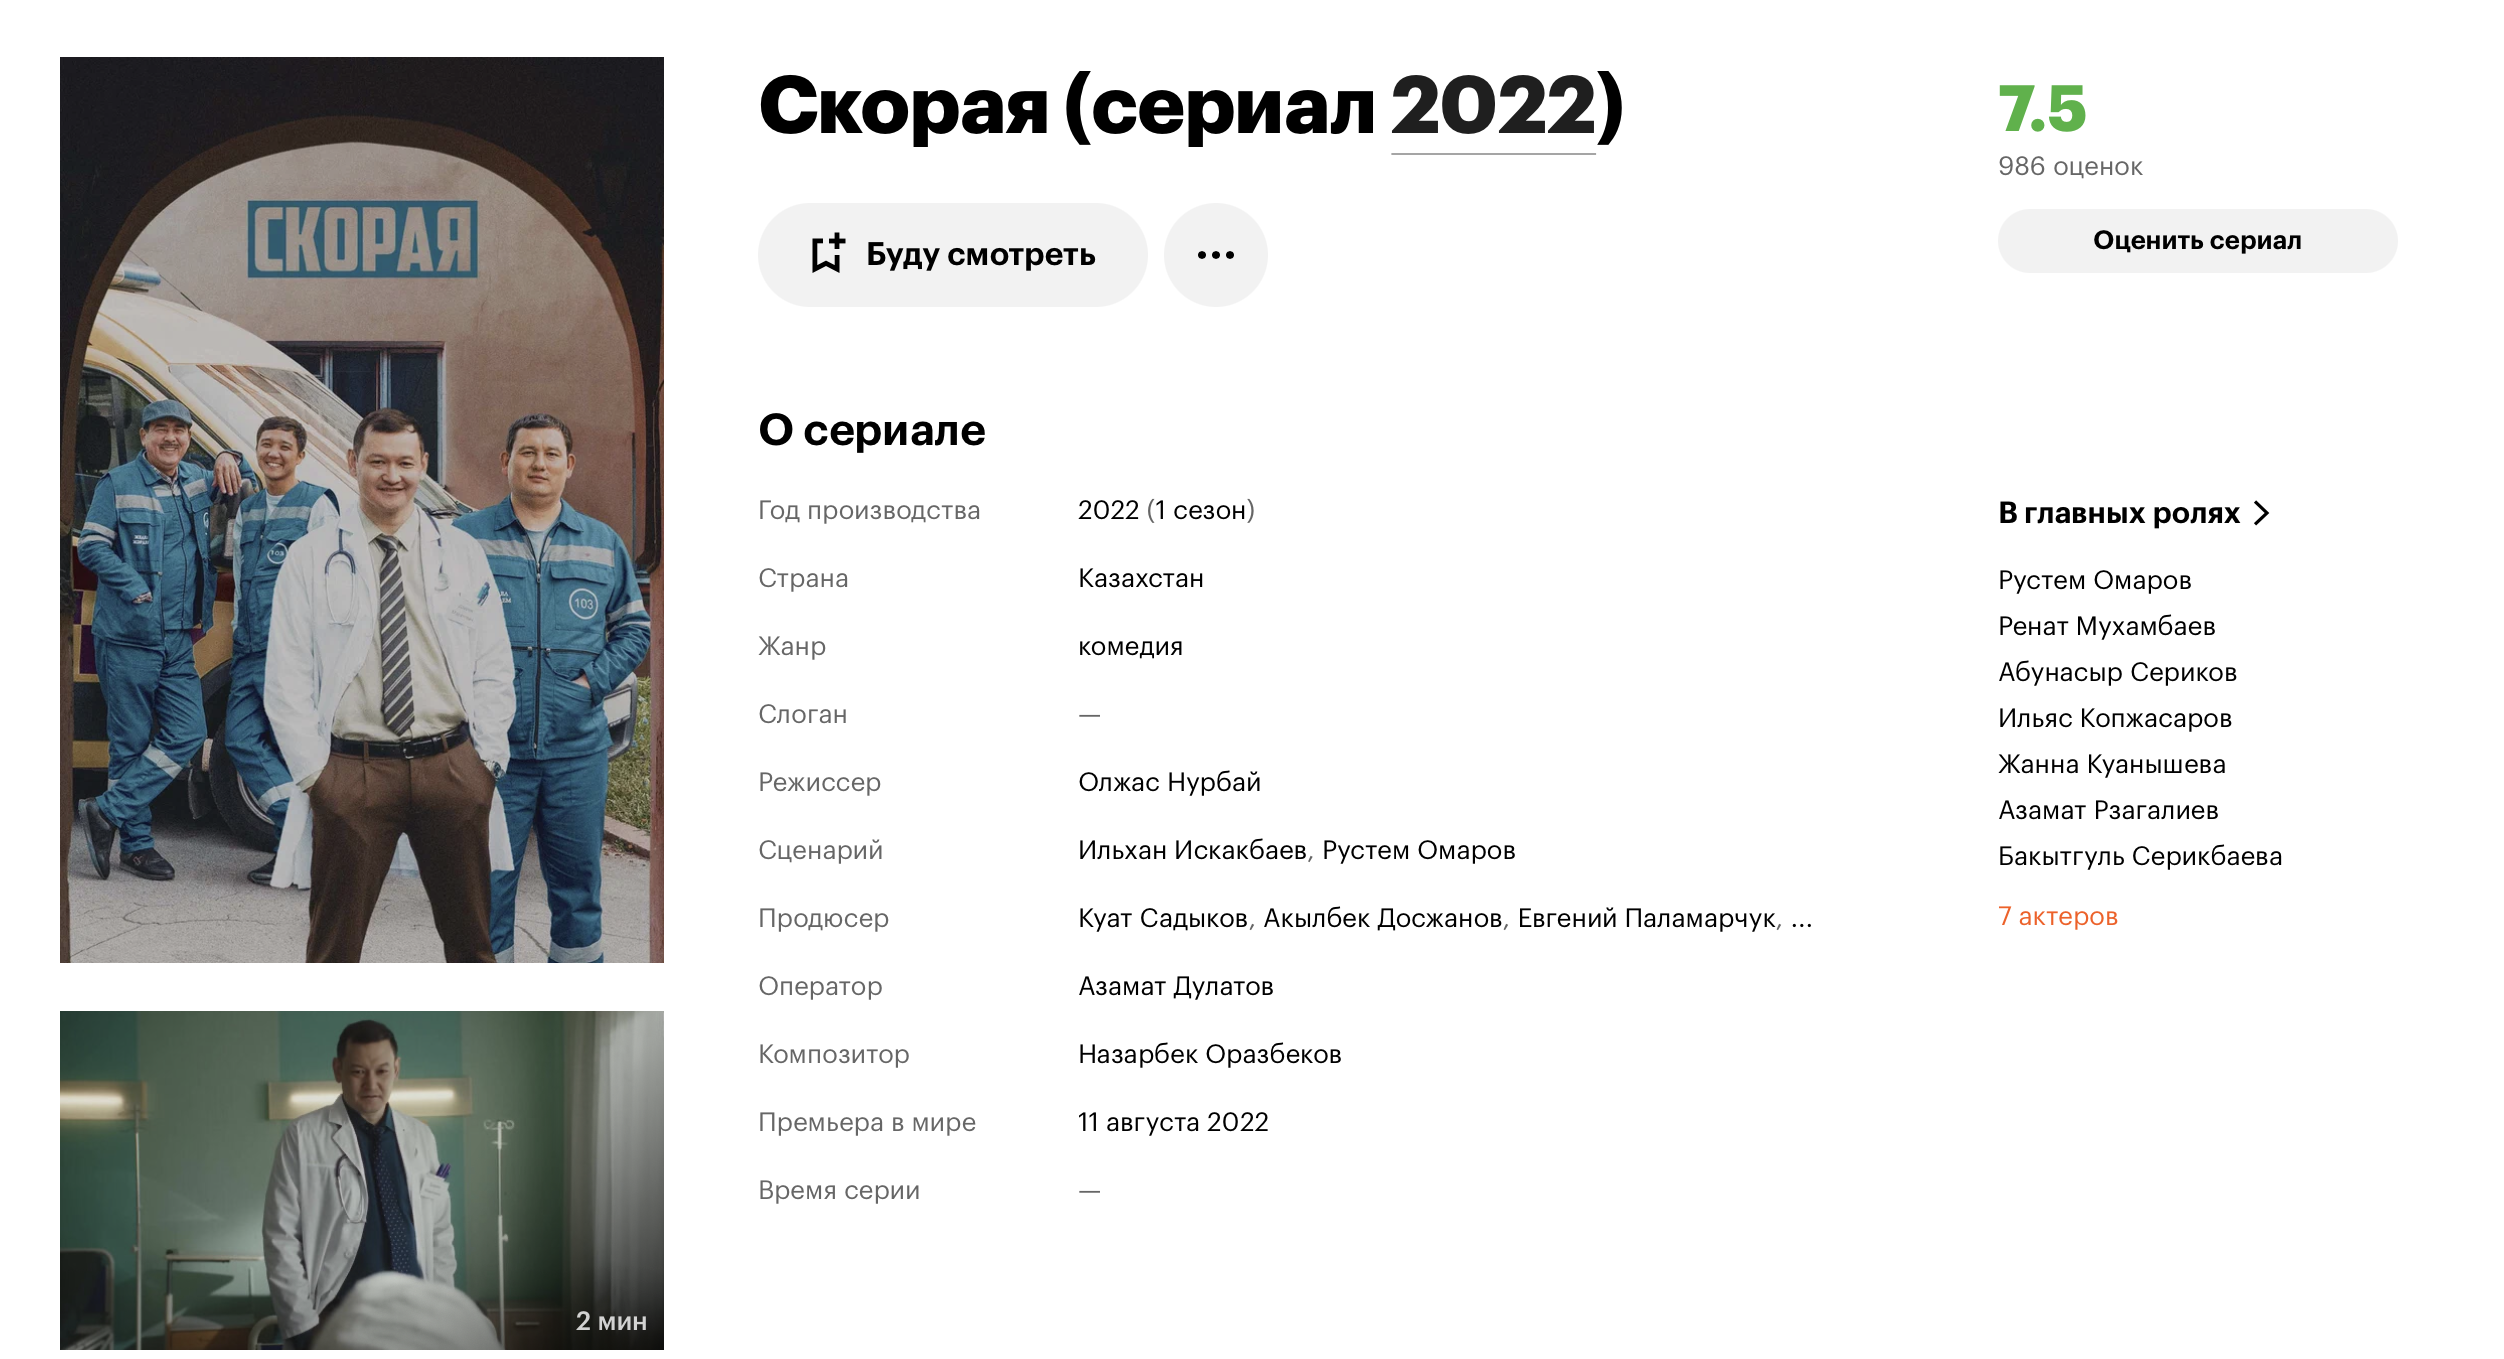 СКОРАЯ
103
103
2 мин
Скорая (сериал 2022)
Буду смотреть
7.5
986 оценок
Оценить сериал
О сериале
Год производства 2022 (1 сезон)
Страна Казахстан
Жанр комедия
Слоган —
Режиссер Олжас Нурбай
Сценарий Ильхан Искакбаев, Рустем Омаров
Продюсер Куат Садыков, Акылбек Досжанов, Евгений Паламарчук, ...
Оператор Азамат Дулатов
Композитор Назарбек Оразбеков
Премьера в мире 11 августа 2022
Время серии —
В главных ролях
Рустем Омаров
Ренат Мухамбаев
Абунасыр Сериков
Ильяс Копжасаров
Жанна Куанышева
Азамат Рзагалиев
Бакытгуль Серикбаева
7 актеров